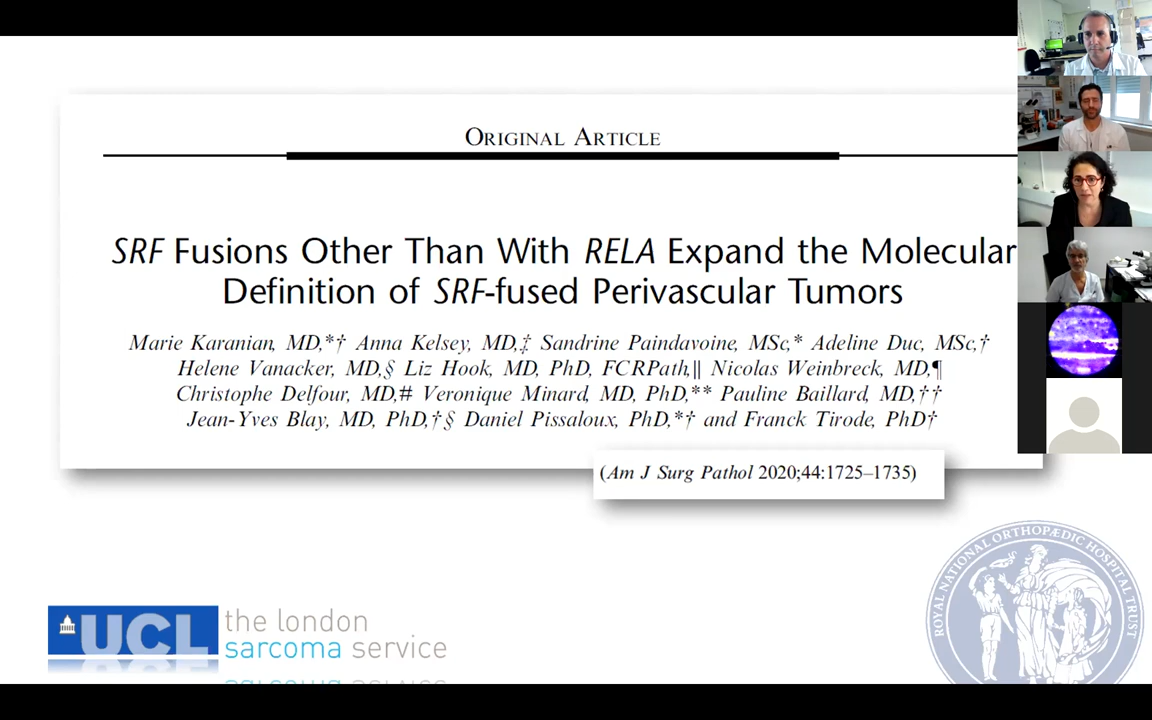 ORIGINAL ARTICLE
SRF Fusions Other Than With RELA Expand the Molecular
Definition of SRF-fused Perivascular Tumors
Marie Karanian, MD,*† Anna Kelsey, MD,‡ Sandrine Paindavoine, MSc,* Adeline Duc, MSc,†
Helene Vanacker, MD,§ Liz Hook, MD, PhD, FCRPath,∥ Nicolas Weinbreck, MD,¶
Christophe Delfour, MD,# Veronique Minard, MD, PhD,** Pauline Baillard, MD,††
Jean-Yves Blay, MD, PhD,†§ Daniel Pissaloux, PhD,*† and Franck Tirode, PhD†
(Am J Surg Pathol 2020;44:1725–1735)
UCL
the london
sarcoma service
ROYAL NATIONAL ORTHOPÆDIC HOSPITAL TRUST